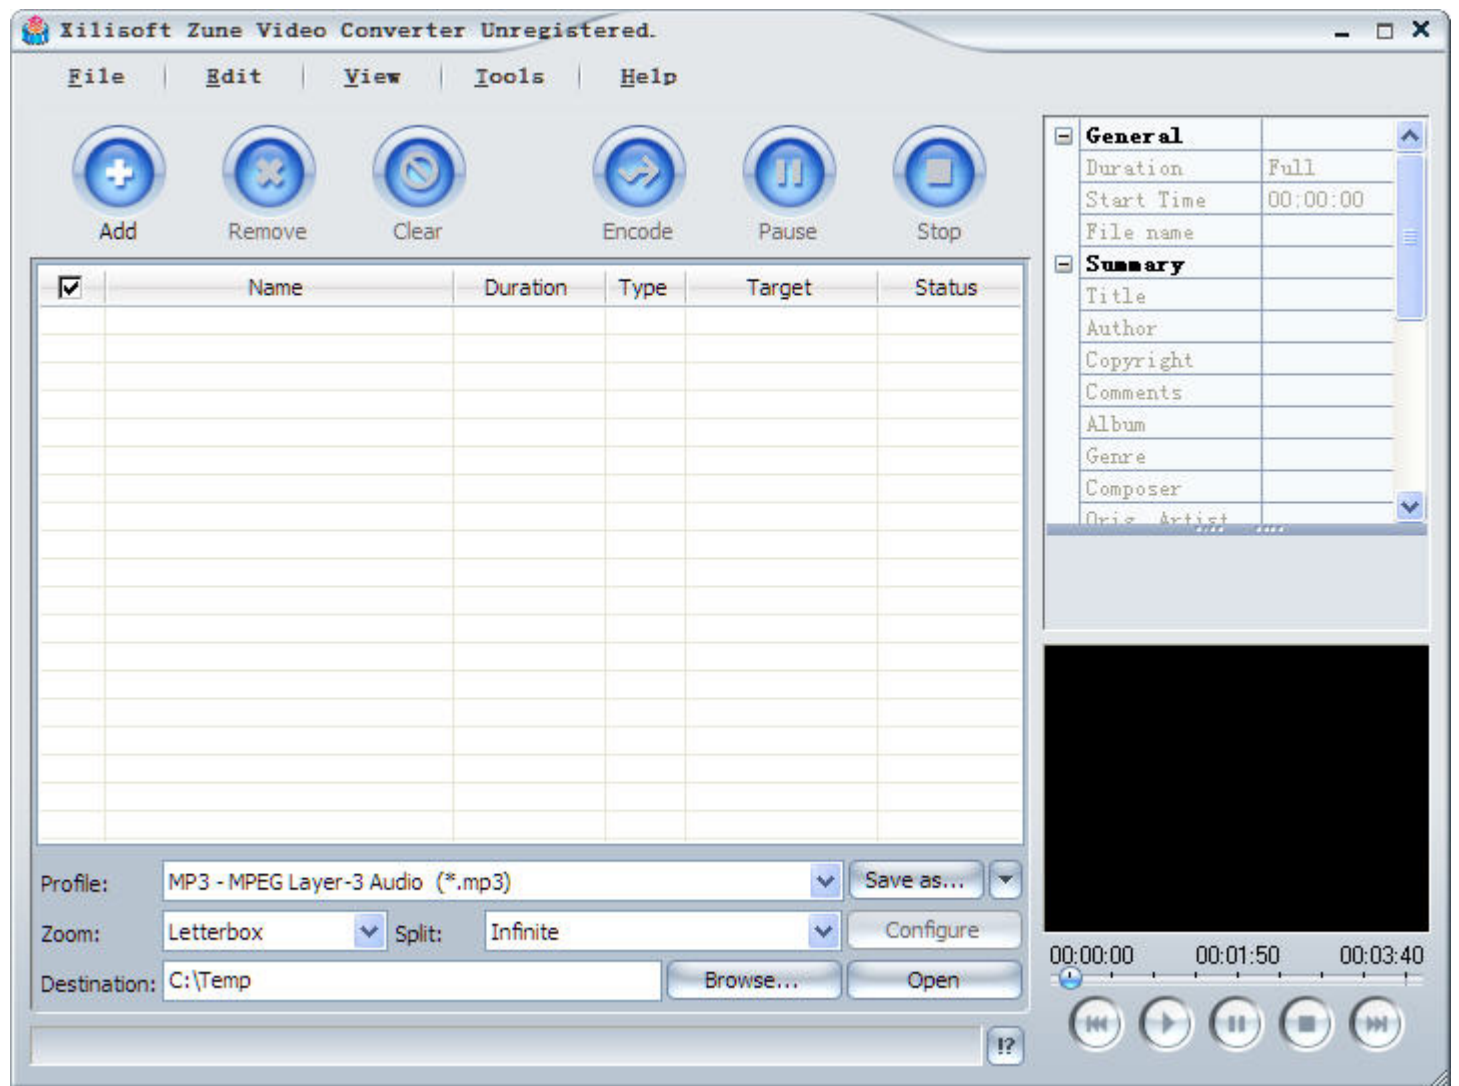 Xilisoft Zune Video Converter Unregistered.
File Edit View Tools Help
Add Remove Clear Encode Pause Stop
Name Duration Type Target Status
General
Duration Full
Start Time 00:00:00
File name
Summary
Title
Author
Copyright
Comments
Album
Genre
Composer
Orig. Artist
Profile: MP3 - MPEG Layer-3 Audio (*.mp3) Save as...
Zoom: Letterbox Split: Infinite Configure
Destination: C:\Temp Browse... Open
00:00:00 00:01:50 00:03:40
!?